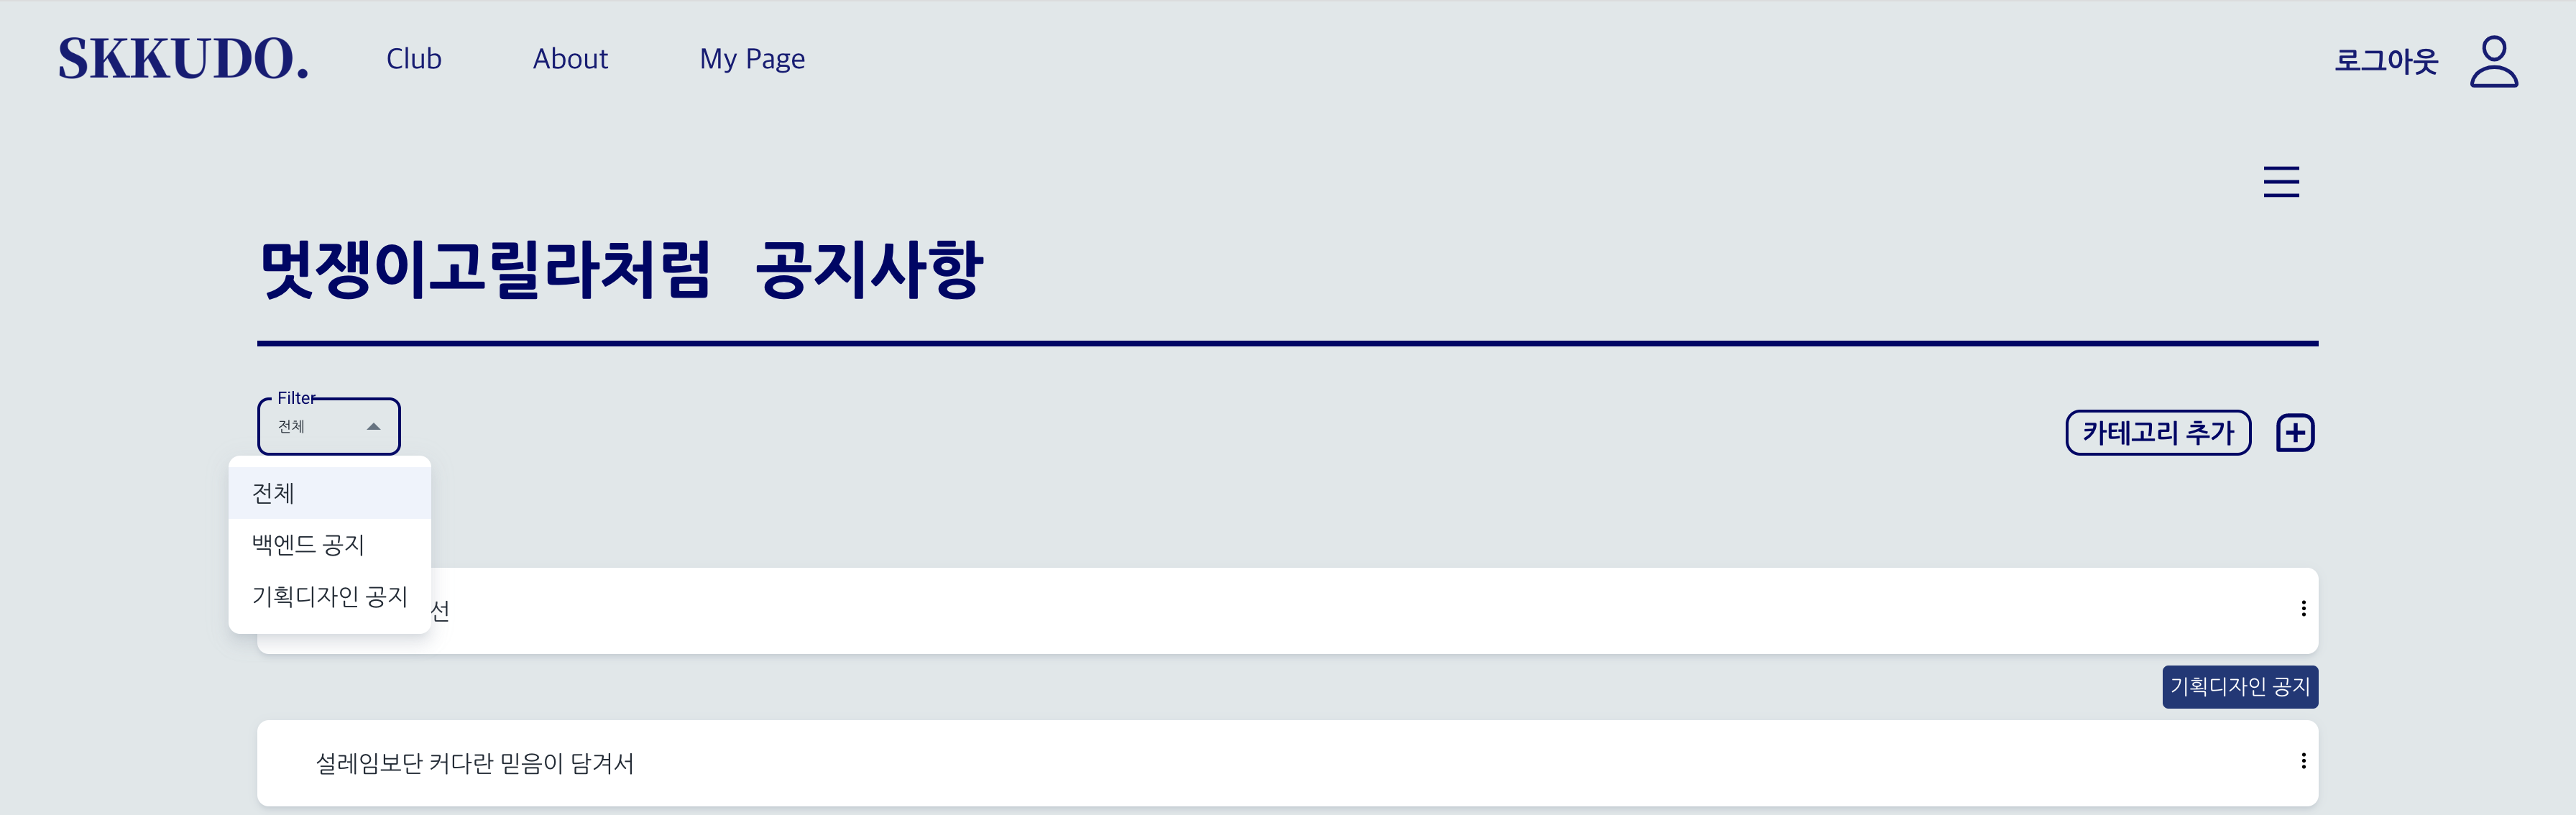 SKKUDO.
Club
About
My Page
로그아웃
멋쟁이고릴라처럼 공지사항
Filter
전체
카테고리 추가
전체
백엔드 공지
기획디자인 공지
선
기획디자인 공지
설레임보단 커다란 믿음이 담겨서